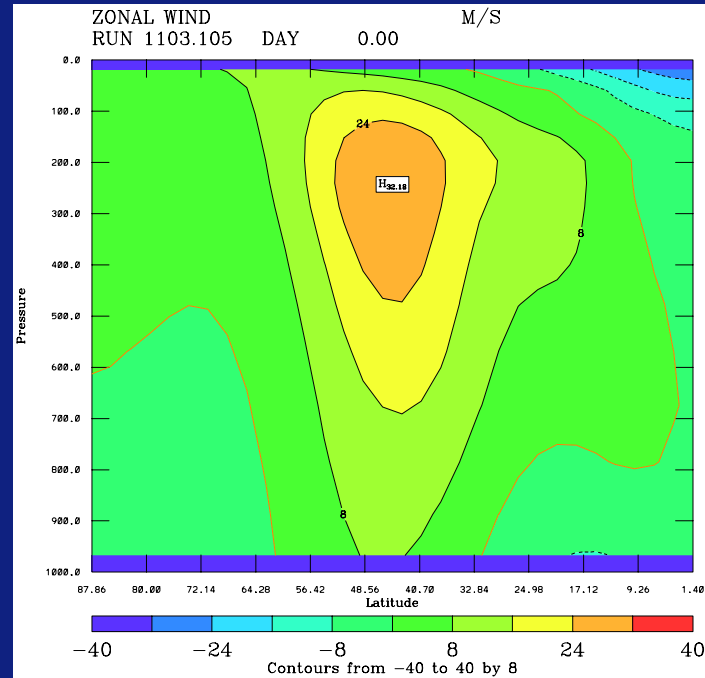 ZONAL WIND M/S
RUN 1103.105 DAY 0.00
0.0
100.0
200.0
300.0
400.0
500.0
600.0
700.0
800.0
900.0
1000.0
Pressure
24
H32.18
8
8
87.86 80.00 72.14 64.28 56.42 48.56 40.70 32.84 24.98 17.12 9.26 1.40
Latitude
-40 -24 -8 8 24 40
Contours from -40 to 40 by 8